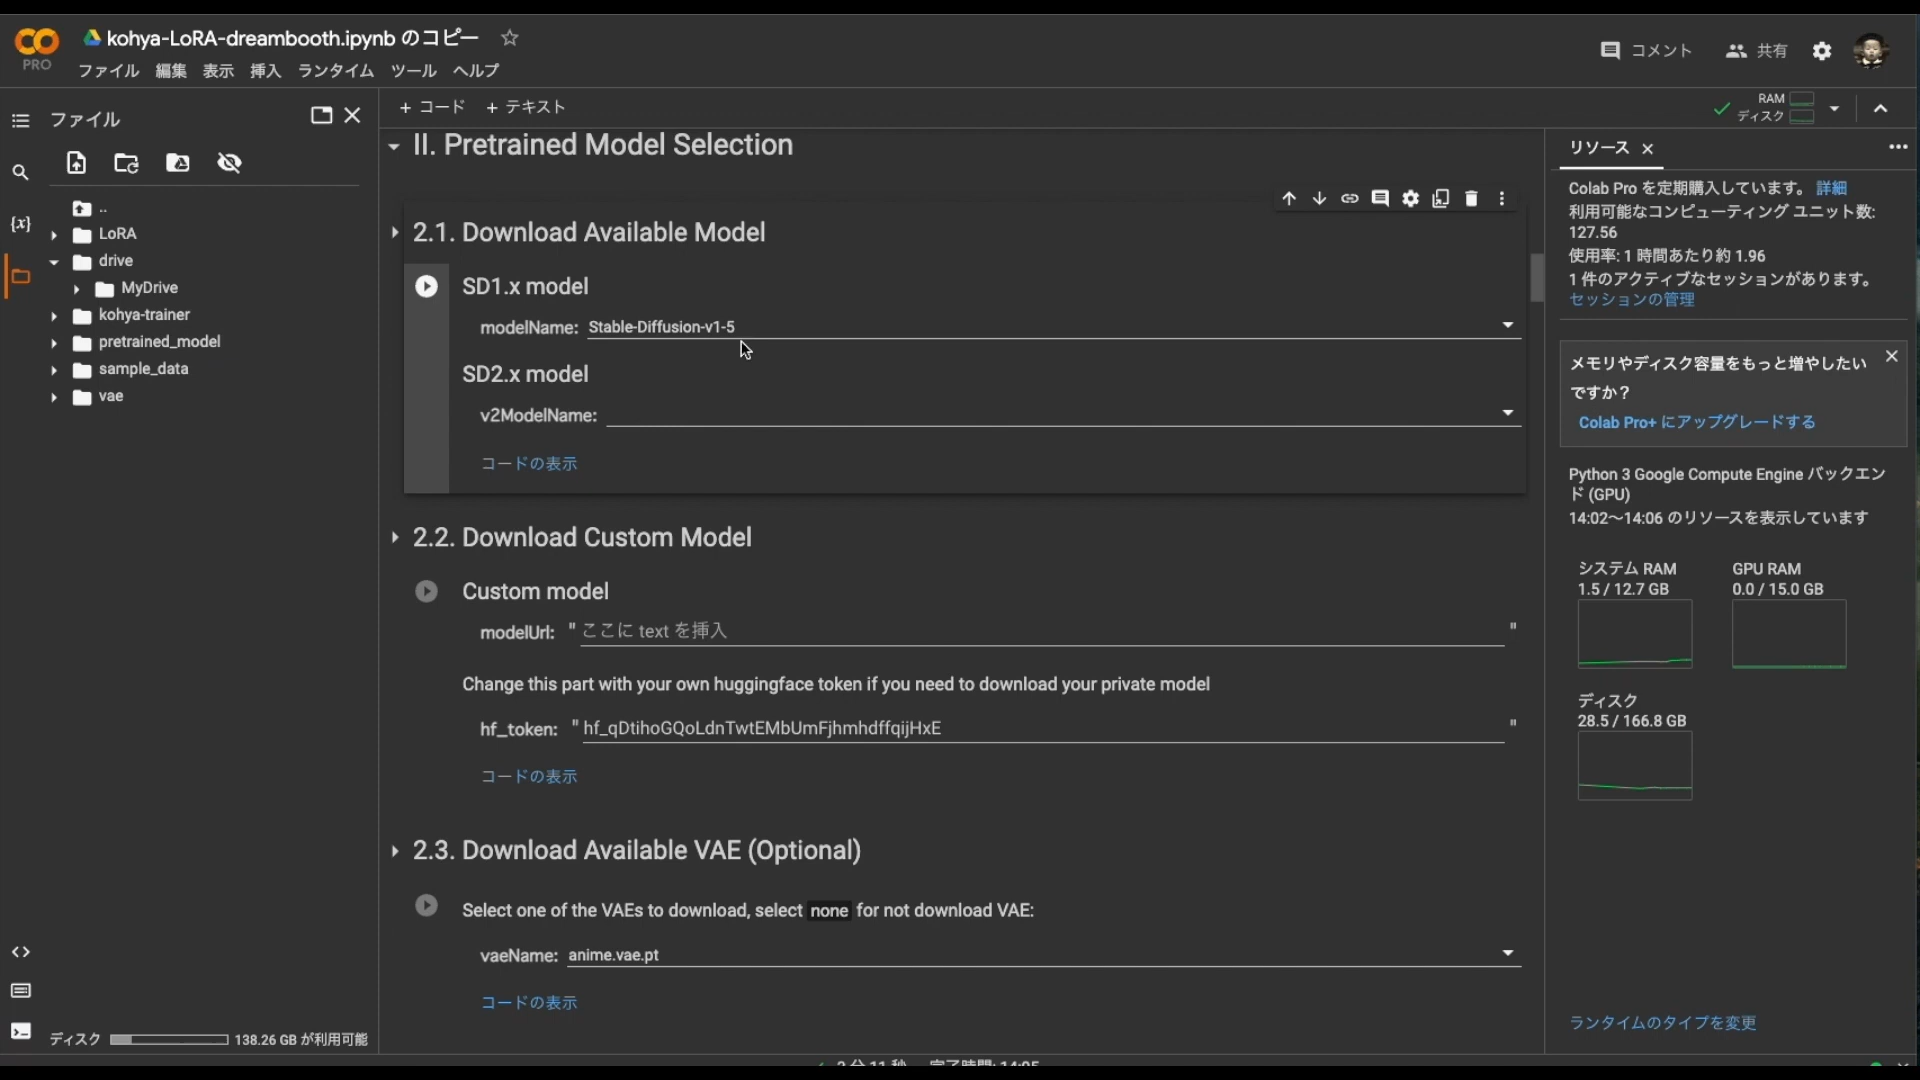 PRO
kohya-LoRA-dreambooth.ipynb のコピー
ファイル 編集 表示 挿入 ランタイム ツール ヘルプ
コメント 共有
ファイル
..
LoRA
drive
MyDrive
kohya-trainer
pretrained_model
sample_data
vae
ディスク 138.26 GB が利用可能
+ コード + テキスト
RAM
ディスク
II. Pretrained Model Selection
2.1. Download Available Model
SD1.x model
modelName: Stable-Diffusion-v1-5
SD2.x model
v2ModelName:
コードの表示
2.2. Download Custom Model
Custom model
modelUrl: " ここに text を挿入 "
Change this part with your own huggingface token if you need to download your private model
hf_token: " 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 "
コードの表示
2.3. Download Available VAE (Optional)
Select one of the VAEs to download, select none for not download VAE:
vaeName: anime.vae.pt
コードの表示
リソース
Colab Pro を定期購入しています。 詳細
利用可能なコンピューティング ユニット数:
127.56
使用率: 1 時間あたり約 1.96
1 件のアクティブなセッションがあります。
セッションの管理
メモリやディスク容量をもっと増やしたい
ですか？
Colab Pro+ にアップグレードする
Python 3 Google Compute Engine バックエン
ド (GPU)
14:02～14:06 のリソースを表示しています
システム RAM
1.5 / 12.7 GB
GPU RAM
0.0 / 15.0 GB
ディスク
28.5 / 166.8 GB
ランタイムのタイプを変更